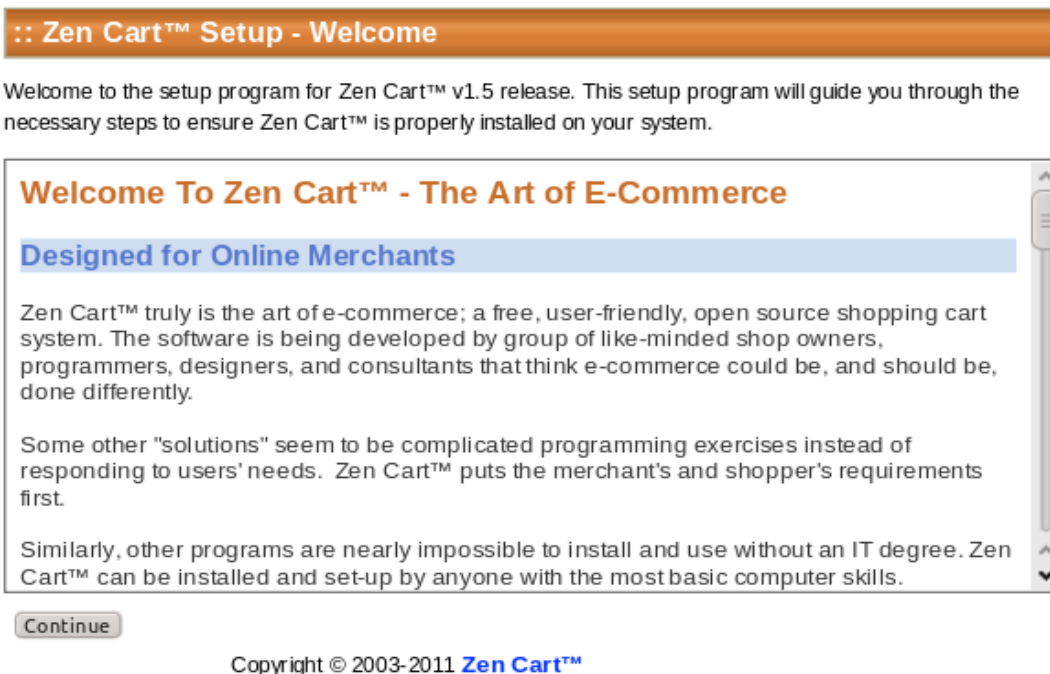 :: Zen Cart™ Setup - Welcome
Welcome to the setup program for Zen Cart™ v1.5 release. This setup program will guide you through the
necessary steps to ensure Zen Cart™ is properly installed on your system.
Welcome To Zen Cart™ - The Art of E-Commerce
Designed for Online Merchants
Zen Cart™ truly is the art of e-commerce; a free, user-friendly, open source shopping cart
system. The software is being developed by group of like-minded shop owners,
programmers, designers, and consultants that think e-commerce could be, and should be,
done differently.
Some other "solutions" seem to be complicated programming exercises instead of
responding to users' needs. Zen Cart™ puts the merchant's and shopper's requirements
first.
Similarly, other programs are nearly impossible to install and use without an IT degree. Zen
Cart™ can be installed and set-up by anyone with the most basic computer skills.
Continue
Copyright © 2003-2011 Zen Cart™